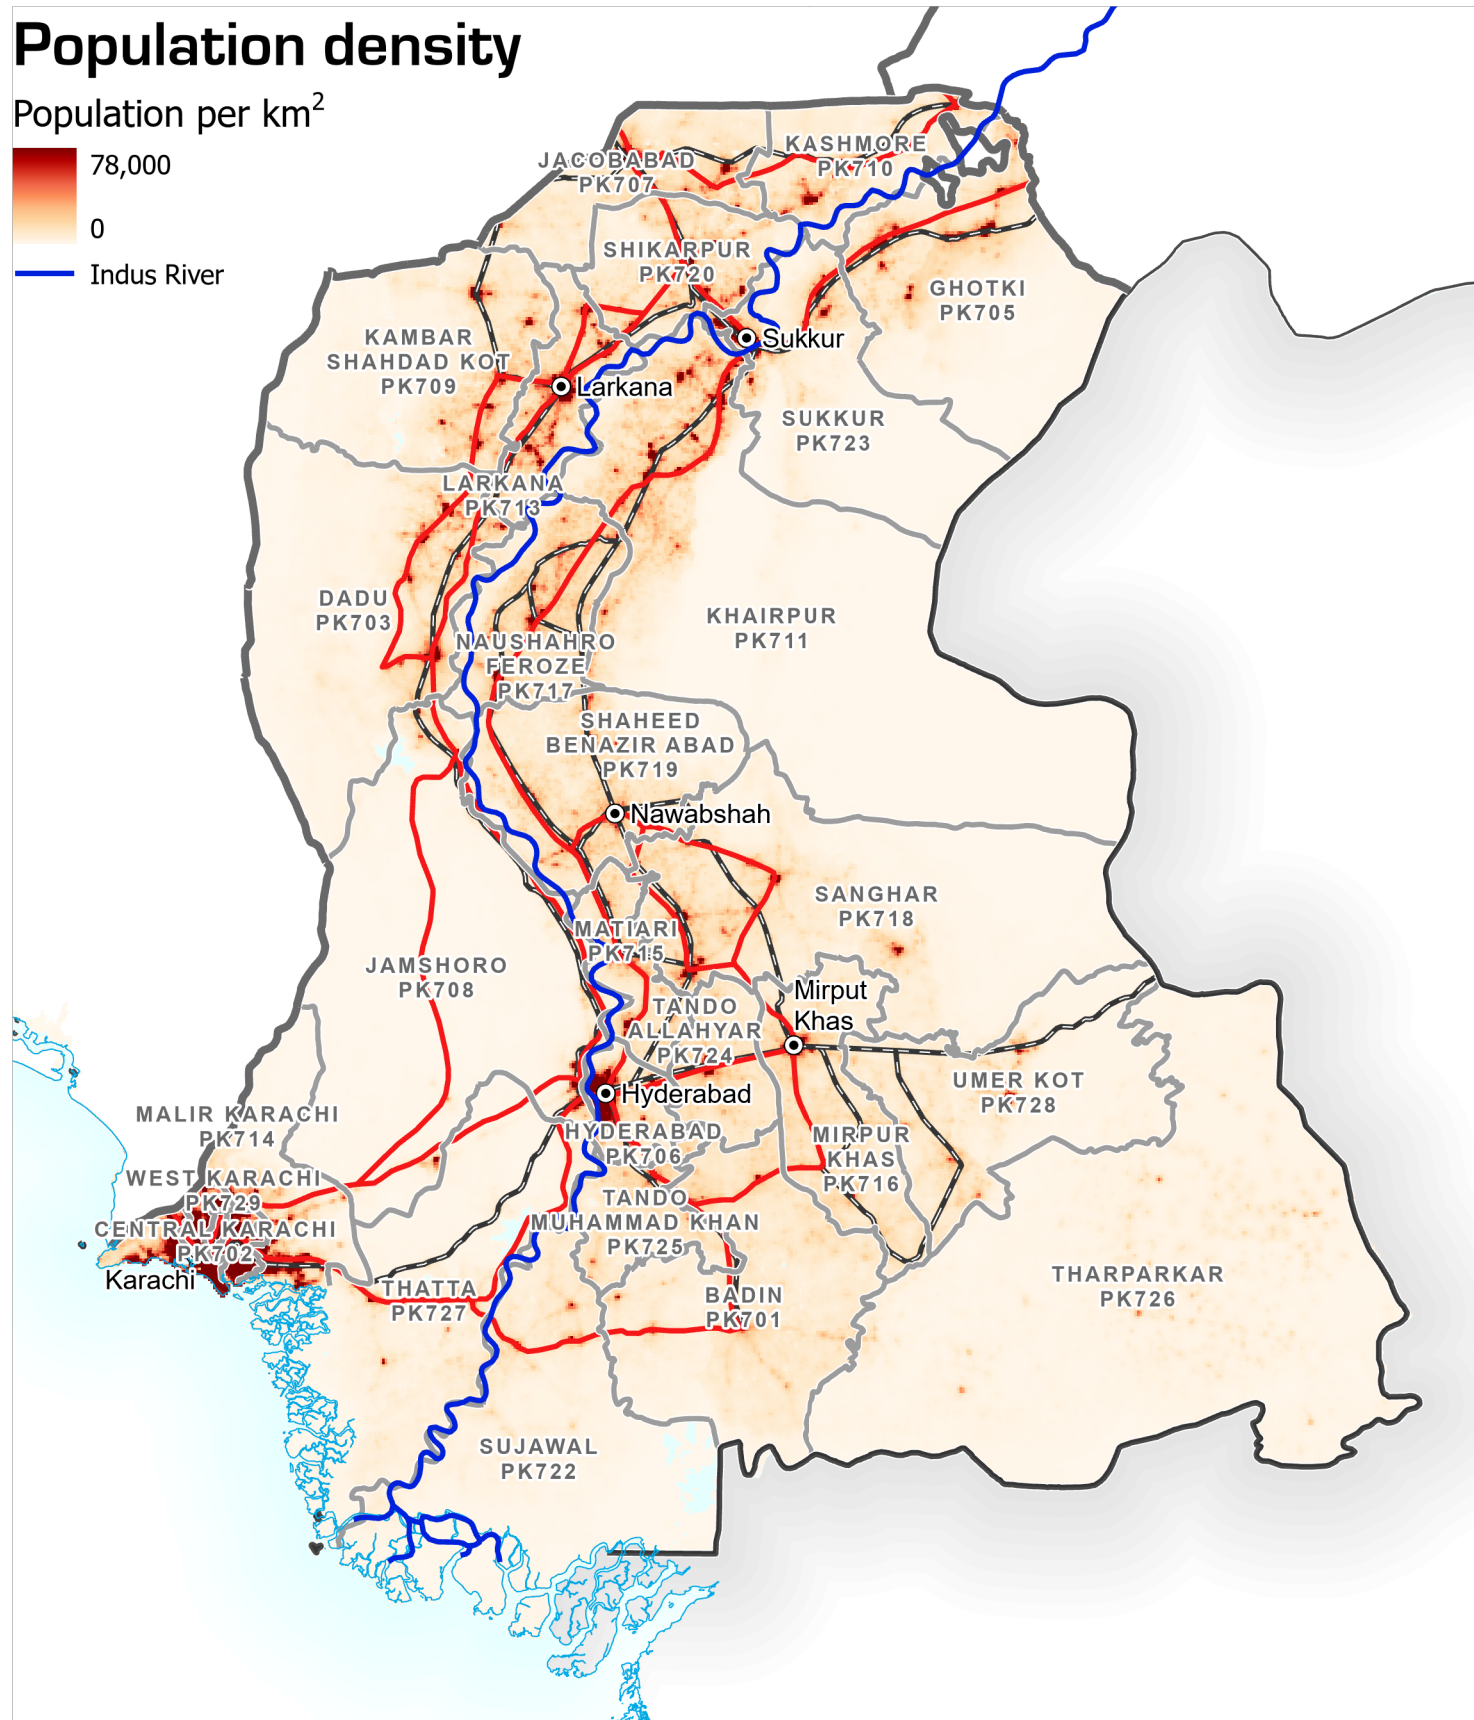 Population density
Population per km2
78,000
0
Indus River
JACOBABAD
PK707
KASHMORE
PK710
SHIKARPUR
PK720
GHOTKI
PK705
KAMBAR
SHAHDAD KOT
PK709
Sukkur
Larkana
SUKKUR
PK723
LARKANA
PK713
DADU
PK703
KHAIRPUR
PK711
NAUSHAHRO
FEROZE
PK717
SHAHEED
BENAZIR ABAD
PK719
Nawabshah
SANGHAR
PK718
MATIARI
PK715
JAMSHORO
PK708
Mirput
Khas
TANDO
ALLAHYAR
PK724
UMER KOT
PK728
Hyderabad
MALIR KARACHI
PK714
HYDERABAD
PK706
MIRPUR
KHAS
PK716
WEST KARACHI
PK729
TANDO
MUHAMMAD KHAN
PK725
CENTRAL KARACHI
PK702
Karachi
THATTA
PK727
BADIN
PK701
THARPARKAR
PK726
SUJAWAL
PK722